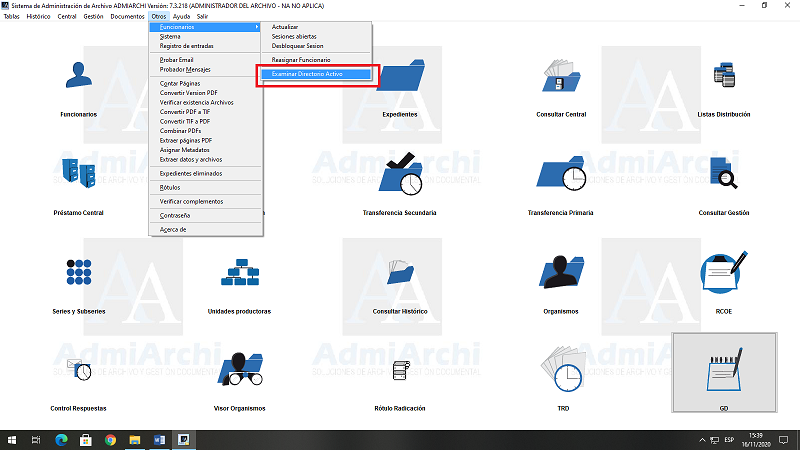 Sistema de Administración de Archivo ADMIARCHI Versión: 7.3.218 (ADMINISTRADOR DEL ARCHIVO - NA NO APLICA)
Tablas Histórico Central Gestión Documentos Otros Ayuda Salir
Funcionarios
Sistema
Registro de entradas
Probar Email
Probador Mensajes
Contar Páginas
Convertir Version PDF
Verificar existencia Archivos
Convertir PDF a TIF
Convertir TIF a PDF
Combinar PDFs
Extraer páginas PDF
Asignar Metadatos
Extraer datos y archivos
Expedientes eliminados
Rótulos
Verificar complementos
Contraseña
Acerca de
Actualizar
Sesiones abiertas
Desbloquear Sesion
Reasignar Funcionario
Examinar Directorio Activo
Funcionarios
Expedientes
Consultar Central
Listas Distribución
Préstamo Central
Transferencia Secundaria
Transferencia Primaria
Consultar Gestión
Series y Subseries
Unidades productoras
Consultar Histórico
Organismos
RCOE
AdmiArchi
AdmiArchi
AdmiArchi
Control Respuestas
Visor Organismos
Rótulo Radicación
TRD
GD
ESP
15:39
16/11/2020